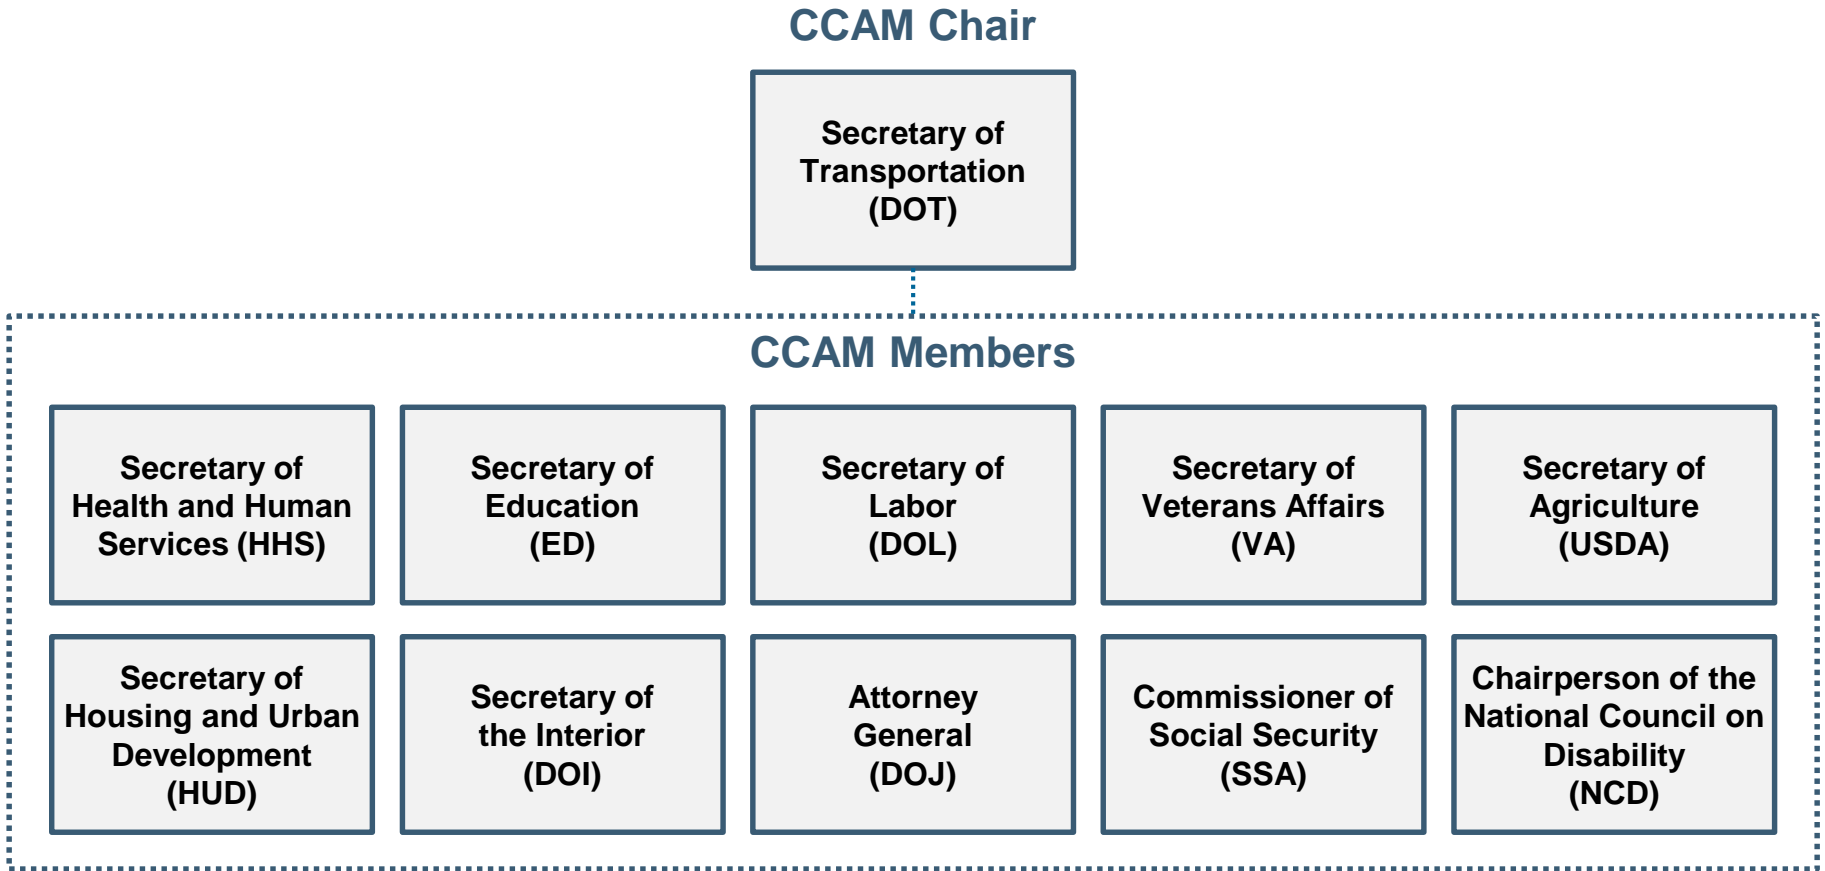 CCAM Chair
Secretary of
Transportation
(DOT)
CCAM Members
Secretary of
Health and Human
Services (HHS)
Secretary of
Education
(ED)
Secretary of
Labor
(DOL)
Secretary of
Veterans Affairs
(VA)
Secretary of
Agriculture
(USDA)
Secretary of
Housing and Urban
Development
(HUD)
Secretary of
the Interior
(DOI)
Attorney
General
(DOJ)
Commissioner of
Social Security
(SSA)
Chairperson of the
National Council on
Disability
(NCD)